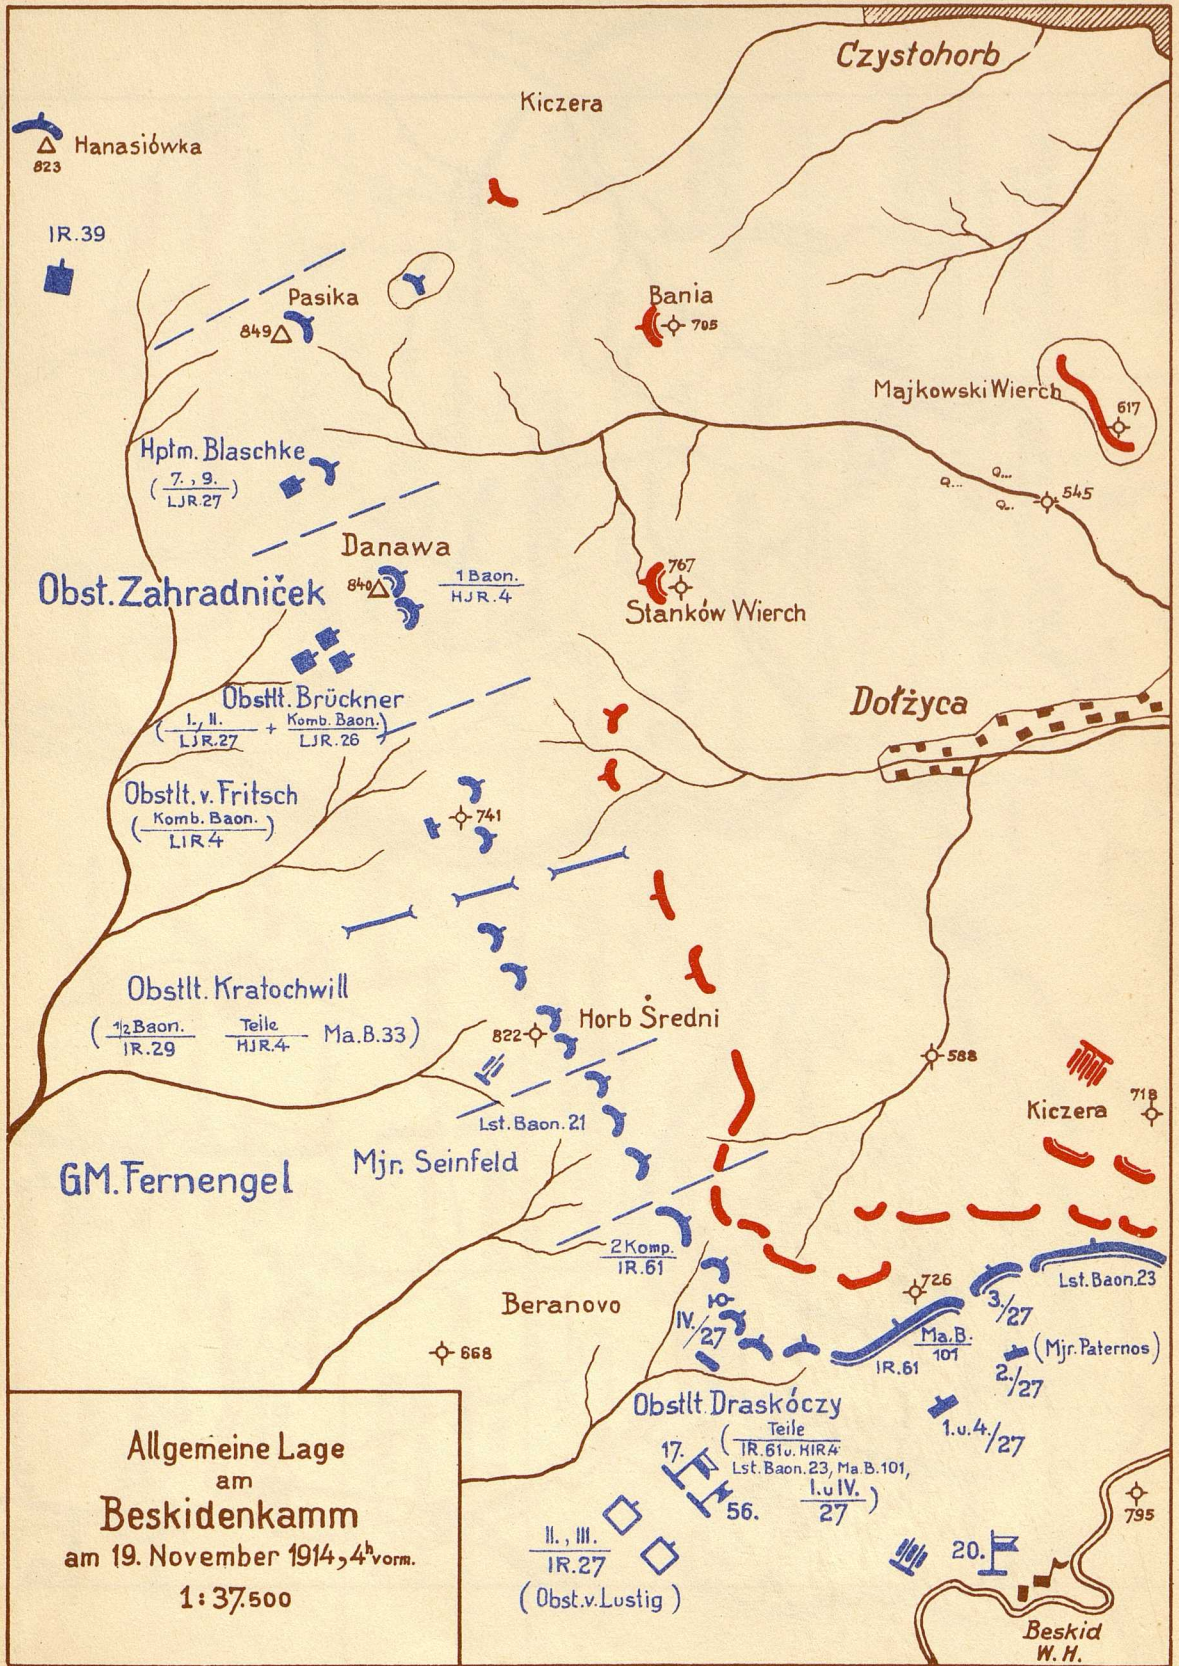 Czystohorb
Kiczera
Hanasiówka
823
IR.39
Pasika
849
Bania
705
Majkowski Wierch
617
Hptm. Blaschke
( 7., 9. )
LJR.27
545
Danawa
840
1 Baon.
HJR.4
767
Stanków Wierch
Obst. Zahradniček
Obstlt. Brückner
( I., II. + Komb. Baon. )
LJR.27 LJR.26
Dołżyca
Obstlt. v. Fritsch
( Komb. Baon. )
LIR 4
741
Obstlt. Kratochwill
( 1/2 Baon. Teile Ma.B.33 )
IR.29 HJR.4
822
Horb Średni
588
718
Kiczera
Lst. Baon. 21
Mjr. Seinfeld
GM. Fernengel
2 Komp.
IR.61
Beranovo
668
IV./27
726
Lst. Baon. 23
3./27
Ma.B.
101
IR.61
(Mjr. Paternos)
2./27
1. u. 4./27
Obstlt. Draskóczy
( Teile
IR.61 u. HIR.4
Lst. Baon. 23, Ma.B.101,
I. u IV. )
27
17.
56.
II., III.
IR.27
( Obst. v. Lustig )
20.
795
Beskid
W. H.
Allgemeine Lage
am
Beskidenkamm
am 19. November 1914, 4h vorm.
1:37.500